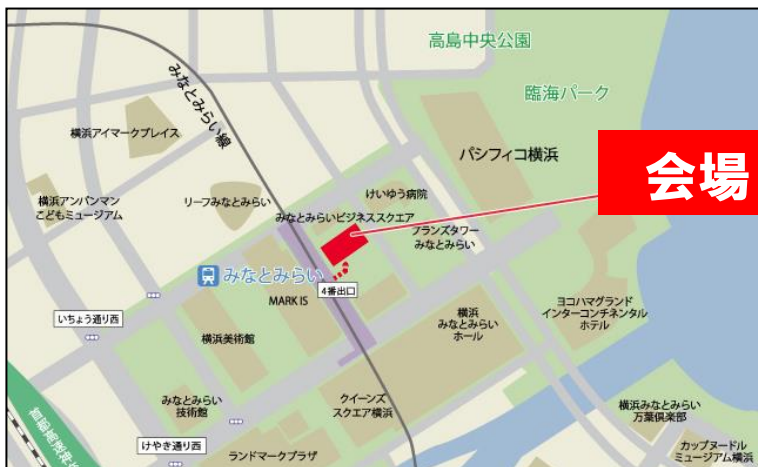 高島中央公園
臨海パーク
みなとみらい線
横浜アイマークプレイス
パシフィコ横浜
会場
横浜アンパンマン
こどもミュージアム
リーフみなとみらい
けいゆう病院
みなとみらいビジネススクエア
ブランズタワー
みなとみらい
みなとみらい
4番出口
MARK IS
いちょう通り西
横浜美術館
横浜
みなとみらい
ホール
ヨコハマグランド
インターコンチネンタル
ホテル
みなとみらい
技術館
クイーンズ
スクエア横浜
横浜みなとみらい
万葉倶楽部
けやき通り西
ランドマークプラザ
カップヌードル
ミュージアム横浜